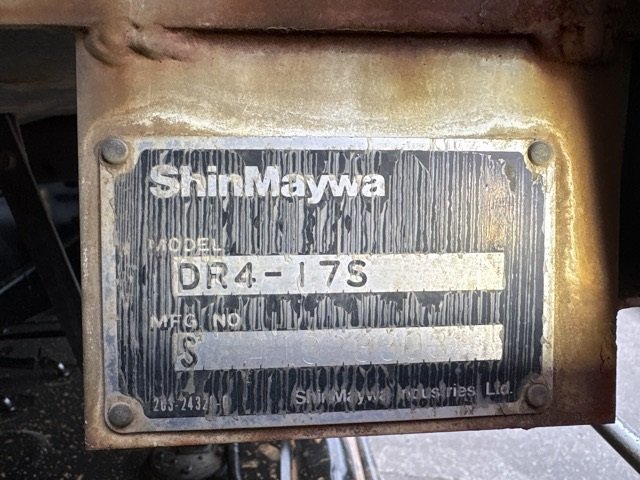 ShinMaywa
MODEL
DR4-17S
MFG NO.
S
ShinMaywa Industries Ltd.